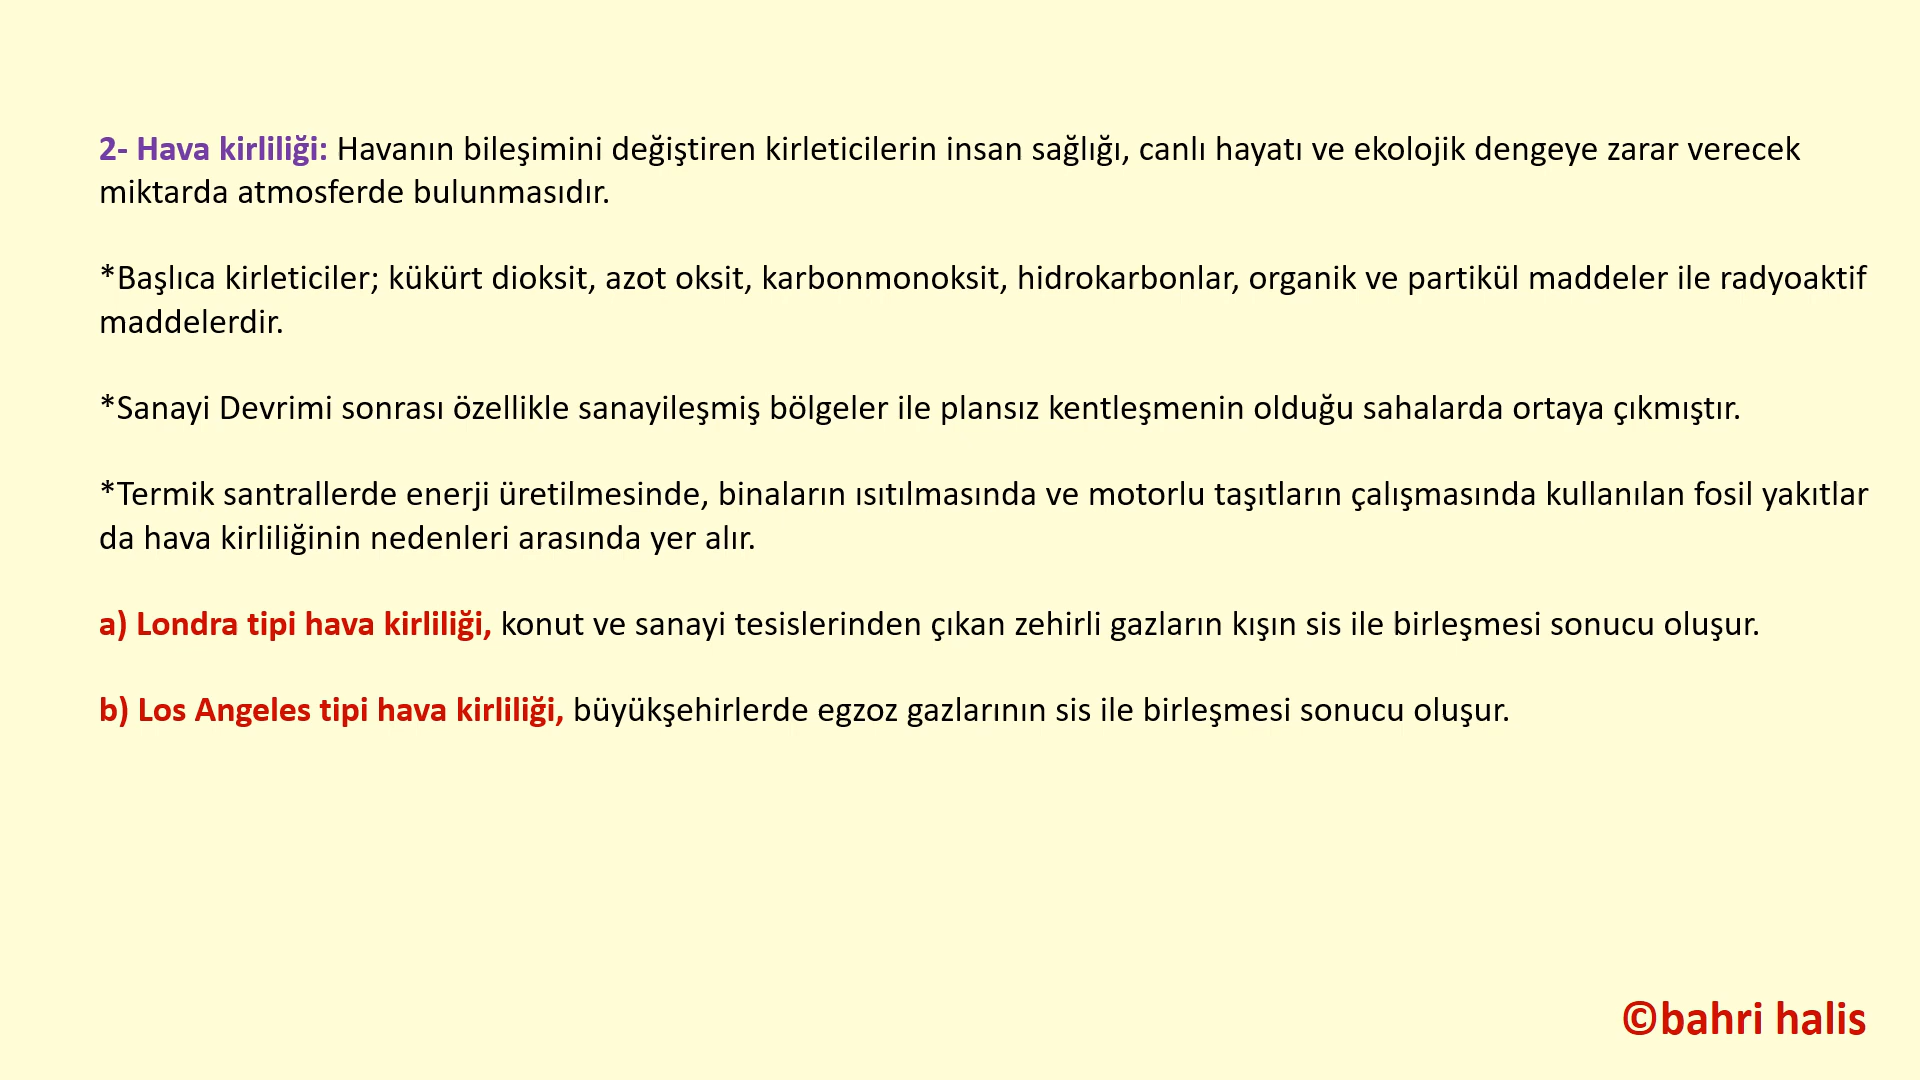 2- Hava kirliliği: Havanın bileşimini değiştiren kirleticilerin insan sağlığı, canlı hayatı ve ekolojik dengeye zarar verecek
miktarda atmosferde bulunmasıdır.
*Başlıca kirleticiler; kükürt dioksit, azot oksit, karbonmonoksit, hidrokarbonlar, organik ve partikül maddeler ile radyoaktif
maddelerdir.
*Sanayi Devrimi sonrası özellikle sanayileşmiş bölgeler ile plansız kentleşmenin olduğu sahalarda ortaya çıkmıştır.
*Termik santrallerde enerji üretilmesinde, binaların ısıtılmasında ve motorlu taşıtların çalışmasında kullanılan fosil yakıtlar
da hava kirliliğinin nedenleri arasında yer alır.
a) Londra tipi hava kirliliği, konut ve sanayi tesislerinden çıkan zehirli gazların kışın sis ile birleşmesi sonucu oluşur.
b) Los Angeles tipi hava kirliliği, büyükşehirlerde egzoz gazlarının sis ile birleşmesi sonucu oluşur.
©bahri halis